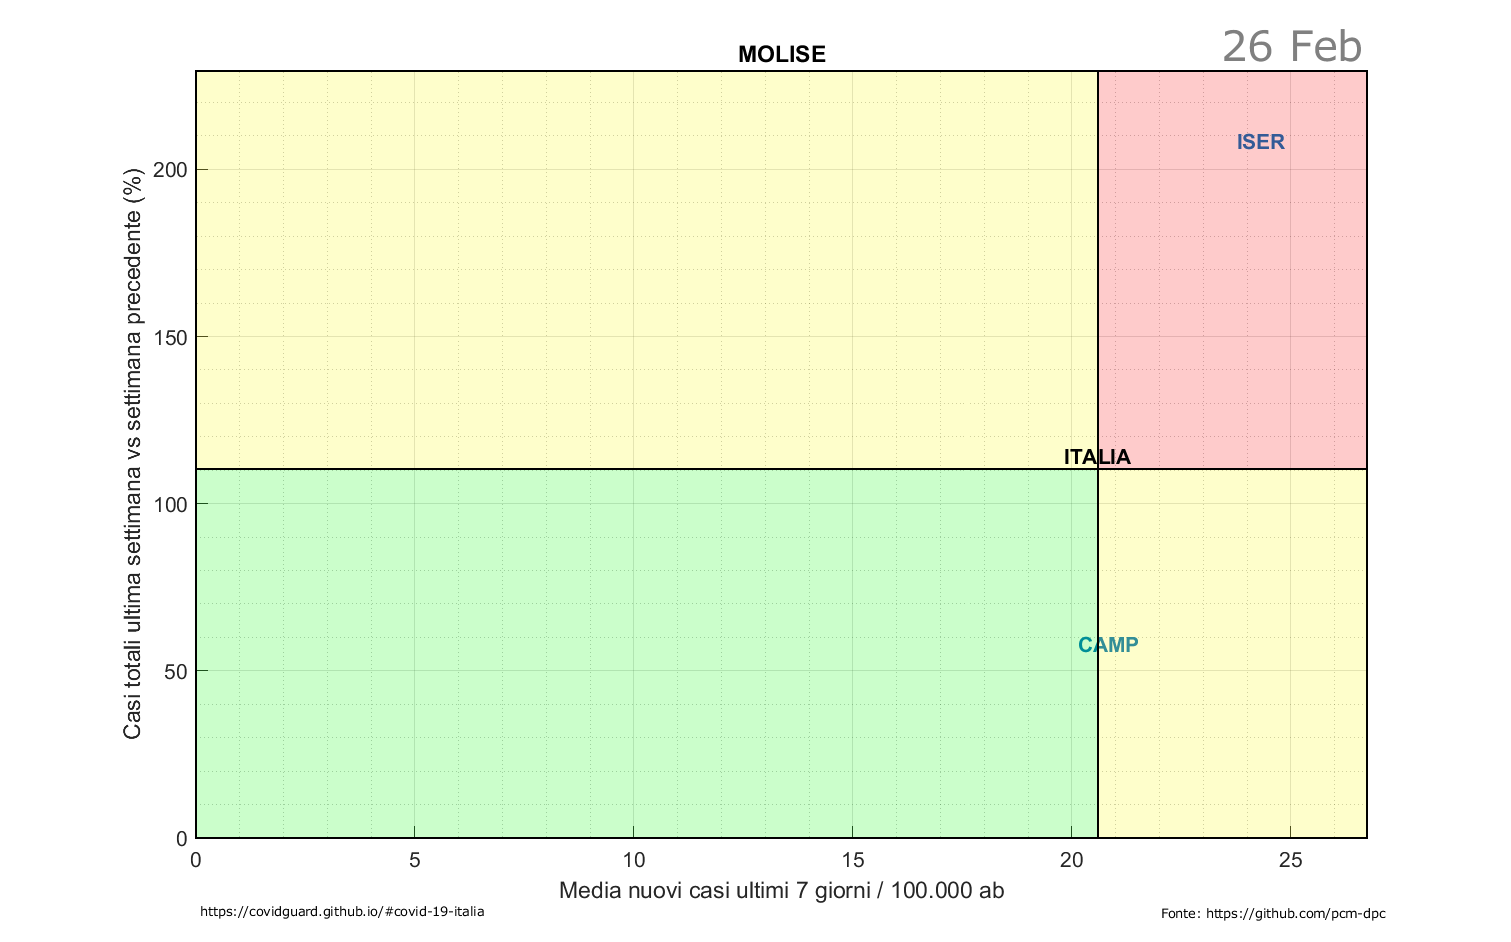 26 Feb
MOLISE
ISER
200
150
ITALIA
100
CAMP
50
0
Casi totali ultima settimana vs settimana precedente (%)
0 5 10 15 20 25
Media nuovi casi ultimi 7 giorni / 100.000 ab
https://covidguard.github.io/#covid-19-italia
Fonte: https://github.com/pcm-dpc